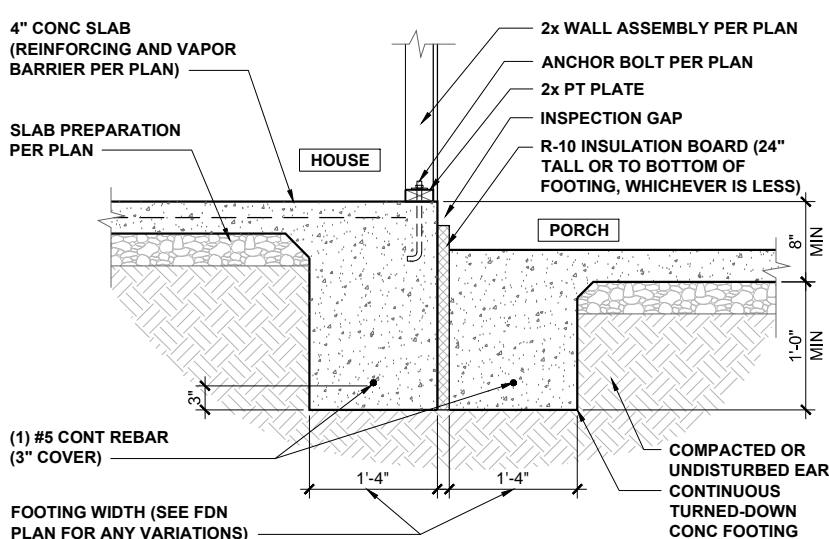 4" CONC SLAB
(REINFORCING AND VAPOR
BARRIER PER PLAN)
SLAB PREPARATION
PER PLAN
HOUSE
2x WALL ASSEMBLY PER PLAN
ANCHOR BOLT PER PLAN
2x PT PLATE
INSPECTION GAP
R-10 INSULATION BOARD (24"
TALL OR TO BOTTOM OF
FOOTING, WHICHEVER IS LESS)
PORCH
8"
MIN
1'-0"
MIN
3"
(1) #5 CONT REBAR
(3" COVER)
1'-4"
1'-4"
FOOTING WIDTH (SEE FDN
PLAN FOR ANY VARIATIONS)
COMPACTED OR
UNDISTURBED EAR
CONTINUOUS
TURNED-DOWN
CONC FOOTING